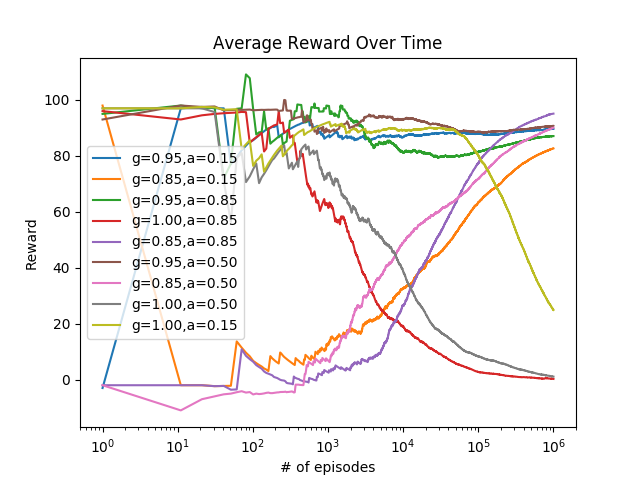 Average Reward Over Time
Reward
100
80
60
40
20
0
g=0.95,a=0.15
g=0.85,a=0.15
g=0.95,a=0.85
g=1.00,a=0.85
g=0.85,a=0.85
g=0.95,a=0.50
g=0.85,a=0.50
g=1.00,a=0.50
g=1.00,a=0.15
10⁰ 10¹ 10² 10³ 10⁴ 10⁵ 10⁶
# of episodes